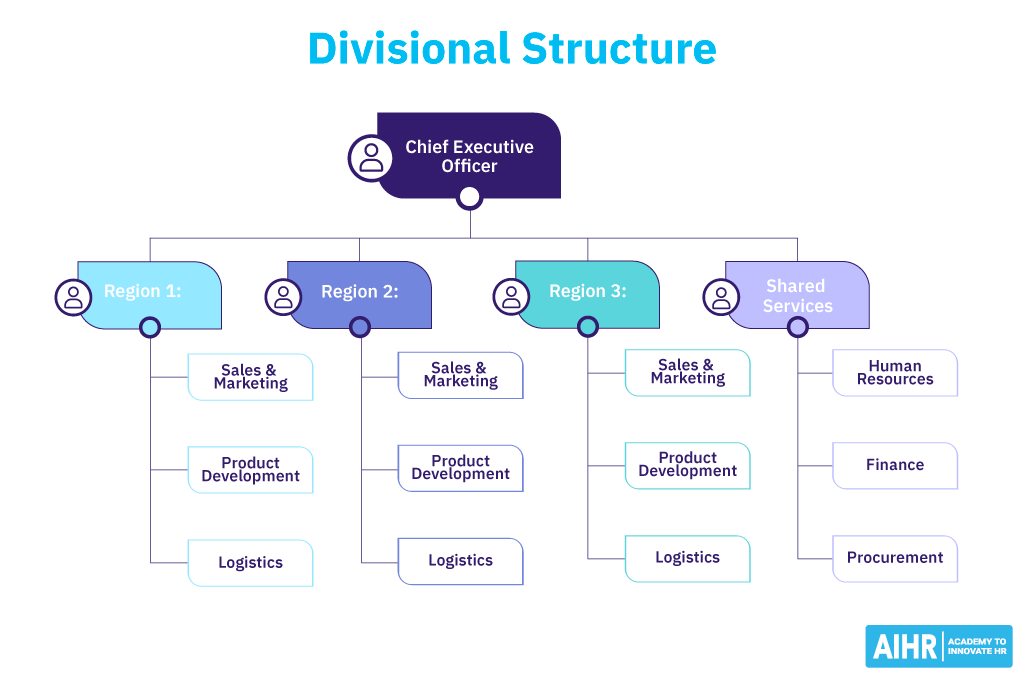 Divisional Structure
Chief Executive
Officer
Region 1:
Region 2:
Region 3:
Shared
Services
Sales &
Marketing
Product
Development
Logistics
Sales &
Marketing
Product
Development
Logistics
Sales &
Marketing
Product
Development
Logistics
Human
Resources
Finance
Procurement
AIHR
ACADEMY TO
INNOVATE HR